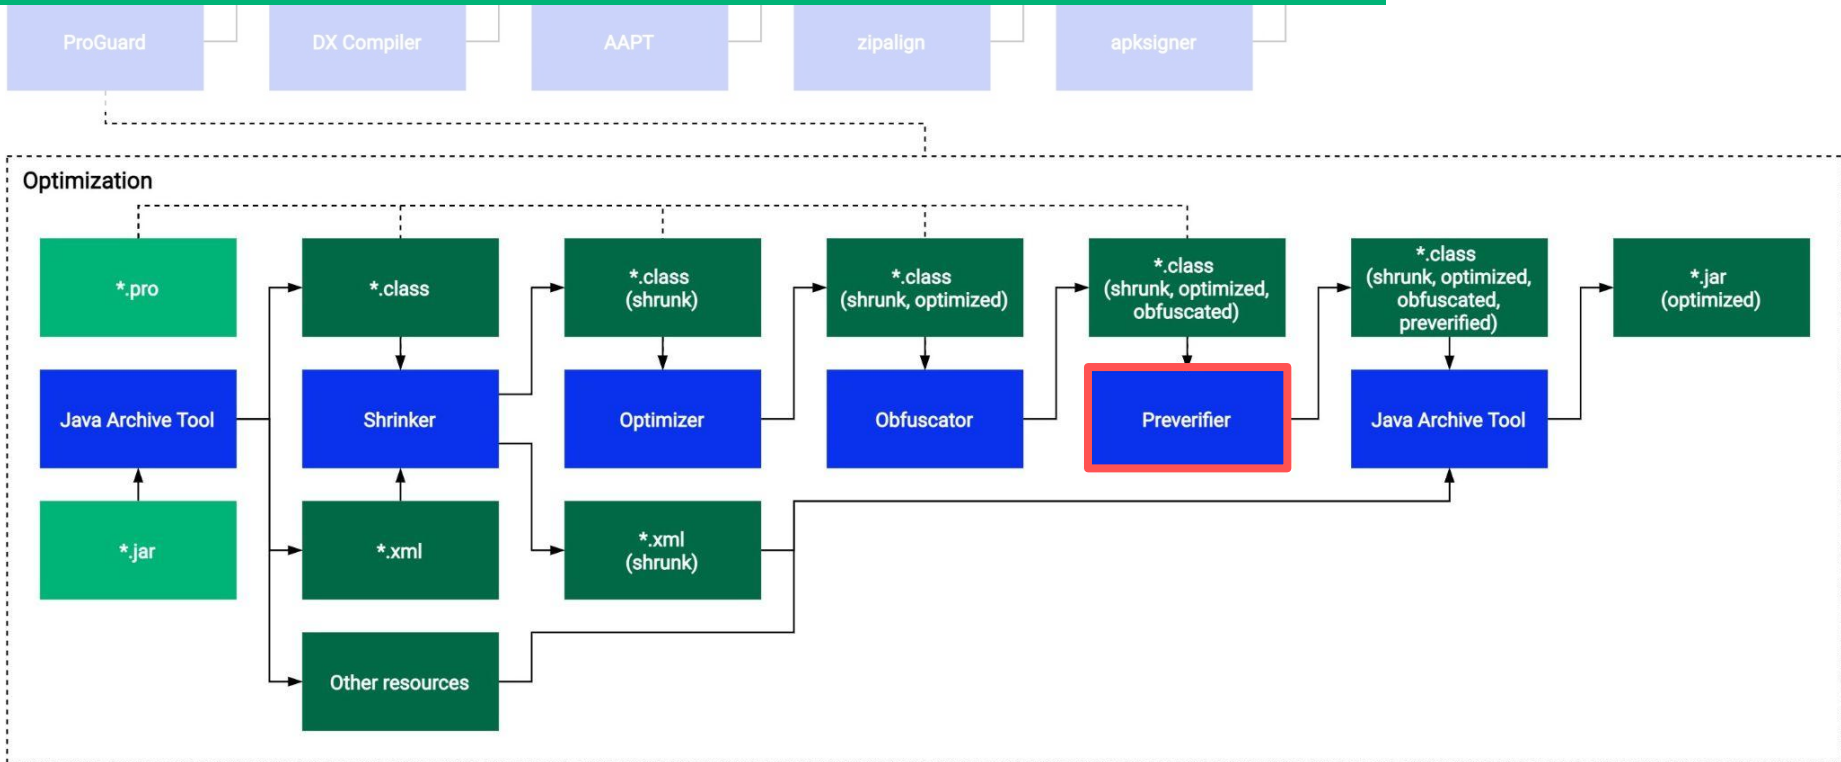 ProGuard
DX Compiler
AAPT
zipalign
apksigner
Optimization
*.pro
*.class
*.class
(shrunk)
*.class
(shrunk, optimized)
*.class
(shrunk, optimized,
obfuscated)
*.class
(shrunk, optimized,
obfuscated,
preverified)
*.jar
(optimized)
Java Archive Tool
Shrinker
Optimizer
Obfuscator
Preverifier
Java Archive Tool
*.jar
*.xml
*.xml
(shrunk)
Other resources